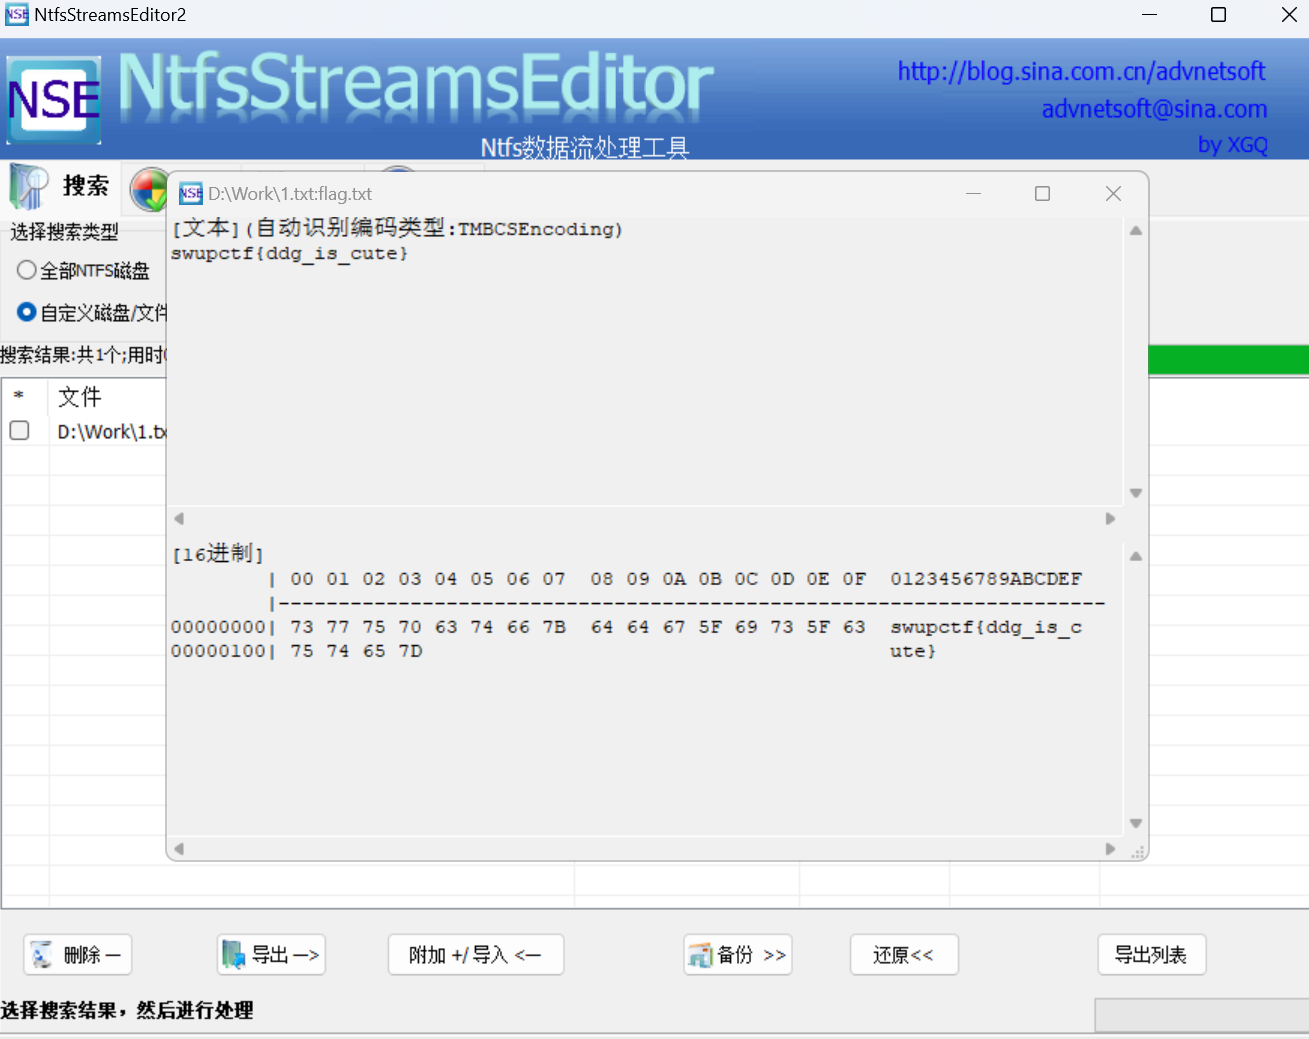 NSE NtfsStreamsEditor2
NSE
NtfsStreamsEditor
Ntfs数据流处理工具
http://blog.sina.com.cn/advnetsoft
advnetsoft@sina.com
by XGQ
搜索
选择搜索类型
全部NTFS磁盘
自定义磁盘/文件
搜索结果:共1个;用时
* 文件
D:\Work\1.tx
NSE D:\Work\1.txt:flag.txt
[文本](自动识别编码类型:TMBCSEncoding)
swupctf{ddg_is_cute}
[16进制]
| 00 01 02 03 04 05 06 07 08 09 0A 0B 0C 0D 0E 0F 0123456789ABCDEF
|---------------------------------------------------------------------
00000000| 73 77 75 70 63 74 66 7B 64 64 67 5F 69 73 5F 63 swupctf{ddg_is_c
00000100| 75 74 65 7D ute}
删除 —
导出 —>
附加 +/ 导入 <—
备份 >>
还原<<
导出列表
选择搜索结果，然后进行处理